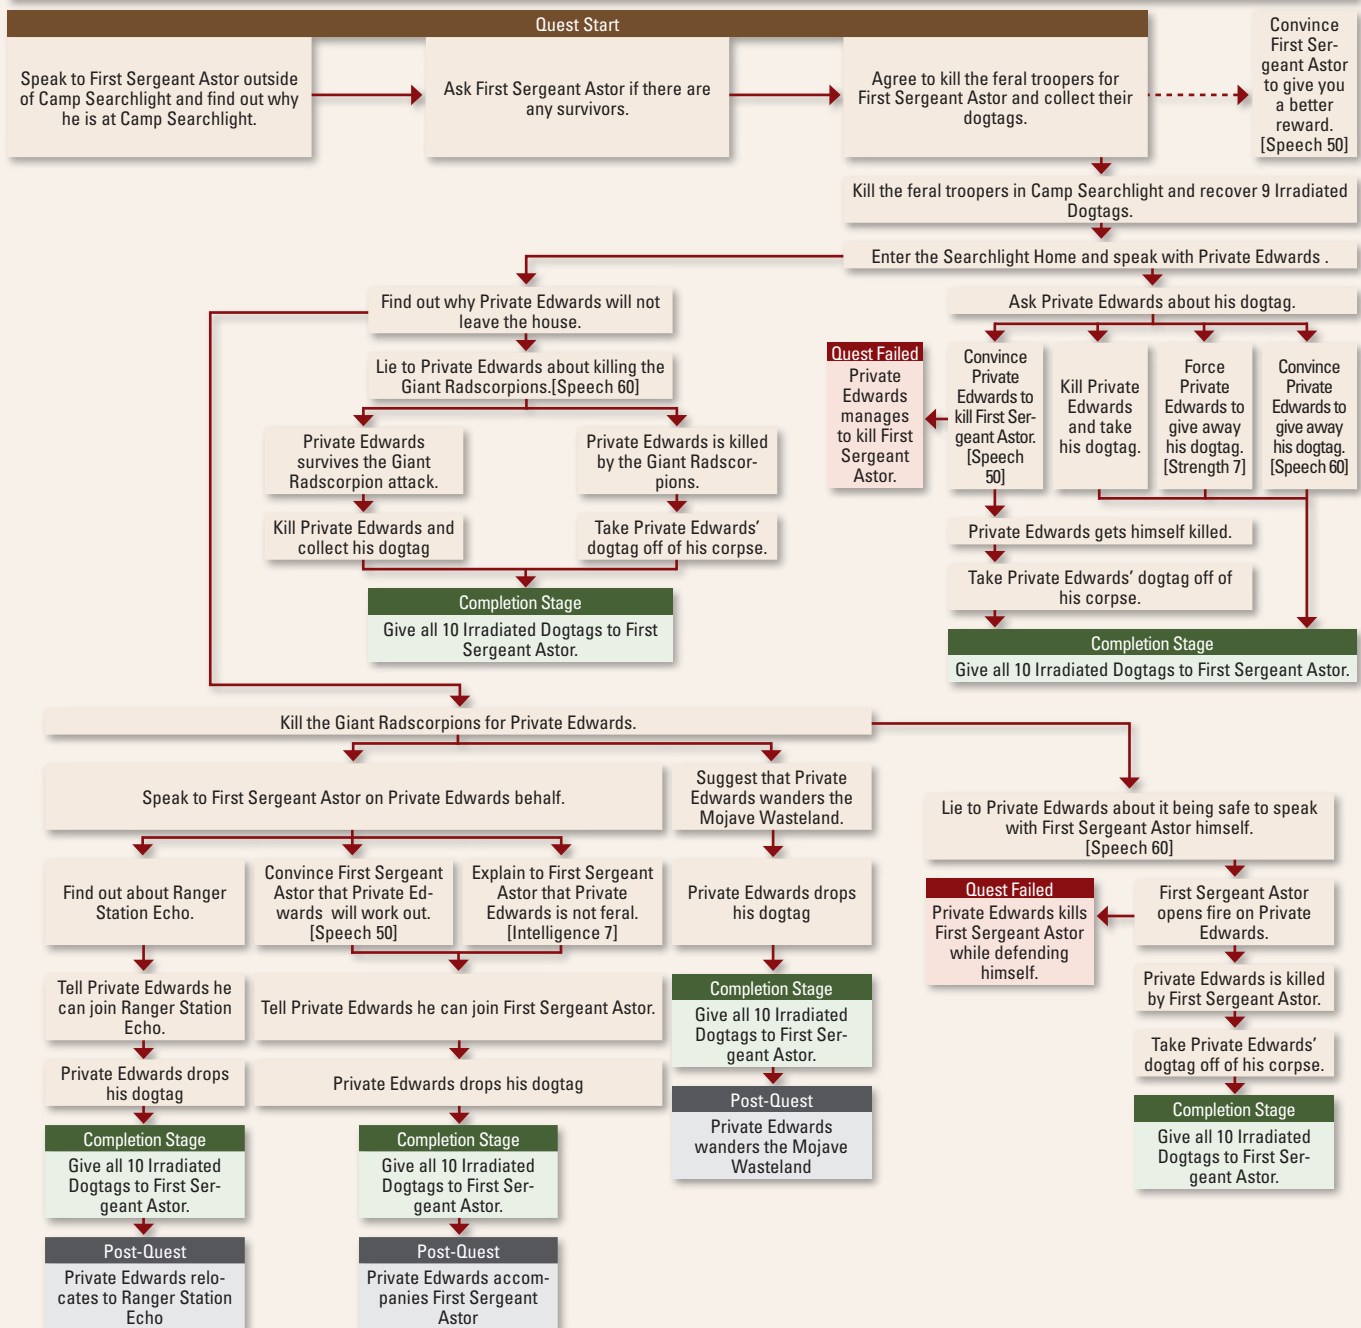 Quest Start
Speak to First Sergeant Astor outside
of Camp Searchlight and find out why
he is at Camp Searchlight.
Ask First Sergeant Astor if there are
any survivors.
Agree to kill the feral troopers for
First Sergeant Astor and collect their
dogtags.
Convince
First Ser-
geant Astor
to give you
a better
reward.
[Speech 50]
Kill the feral troopers in Camp Searchlight and recover 9 Irradiated
Dogtags.
Enter the Searchlight Home and speak with Private Edwards .
Find out why Private Edwards will not
leave the house.
Ask Private Edwards about his dogtag.
Lie to Private Edwards about killing the
Giant Radscorpions.[Speech 60]
Quest Failed
Private
Edwards
manages
to kill First
Sergeant
Astor.
Convince
Private
Edwards to
kill First Ser-
geant Astor.
[Speech
50]
Kill Private
Edwards
and take
his dogtag.
Force
Private
Edwards to
give away
his dogtag.
[Strength 7]
Convince
Private
Edwards to
give away
his dogtag.
[Speech 60]
Private Edwards
survives the Giant
Radscorpion attack.
Private Edwards is killed
by the Giant Radscor-
pions.
Kill Private Edwards and
collect his dogtag
Take Private Edwards'
dogtag off of his corpse.
Private Edwards gets himself killed.
Take Private Edwards' dogtag off of
his corpse.
Completion Stage
Give all 10 Irradiated Dogtags to First
Sergeant Astor.
Completion Stage
Give all 10 Irradiated Dogtags to First Sergeant Astor.
Kill the Giant Radscorpions for Private Edwards.
Speak to First Sergeant Astor on Private Edwards behalf.
Suggest that Private
Edwards wanders the
Mojave Wasteland.
Lie to Private Edwards about it being safe to speak
with First Sergeant Astor himself.
[Speech 60]
Find out about Ranger
Station Echo.
Convince First Sergeant
Astor that Private Ed-
wards will work out.
[Speech 50]
Explain to First Sergeant
Astor that Private
Edwards is not feral.
[Intelligence 7]
Private Edwards drops
his dogtag
Quest Failed
Private Edwards kills
First Sergeant Astor
while defending
himself.
First Sergeant Astor
opens fire on Private
Edwards.
Tell Private Edwards he
can join Ranger Station
Echo.
Tell Private Edwards he can join First Sergeant Astor.
Completion Stage
Give all 10 Irradiated
Dogtags to First Ser-
geant Astor.
Private Edwards is killed
by First Sergeant Astor.
Take Private Edwards'
dogtag off of his corpse.
Private Edwards drops
his dogtag
Private Edwards drops his dogtag
Post-Quest
Private Edwards
wanders the Mojave
Wasteland
Completion Stage
Give all 10 Irradiated
Dogtags to First Ser-
geant Astor.
Completion Stage
Give all 10 Irradiated
Dogtags to First Ser-
geant Astor.
Completion Stage
Give all 10 Irradiated
Dogtags to First Ser-
geant Astor.
Post-Quest
Private Edwards relo-
cates to Ranger Station
Echo
Post-Quest
Private Edwards accom-
panies First Sergeant
Astor